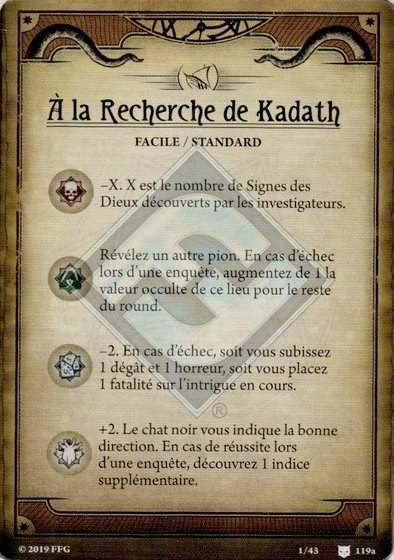 À la Recherche de Kadath
FACILE / STANDARD
–X. X est le nombre de Signes des
Dieux découverts par les investigateurs.
Révélez un autre pion. En cas d'échec
lors d'une enquête, augmentez de 1 la
valeur occulte de ce lieu pour le reste
du round.
–2. En cas d'échec, soit vous subissez
1 dégât et 1 horreur, soit vous placez
1 fatalité sur l'intrigue en cours.
®
+2. Le chat noir vous indique la bonne
direction. En cas de réussite lors
d'une enquête, découvrez 1 indice
supplémentaire.
© 2019 FFG 1/43 119a